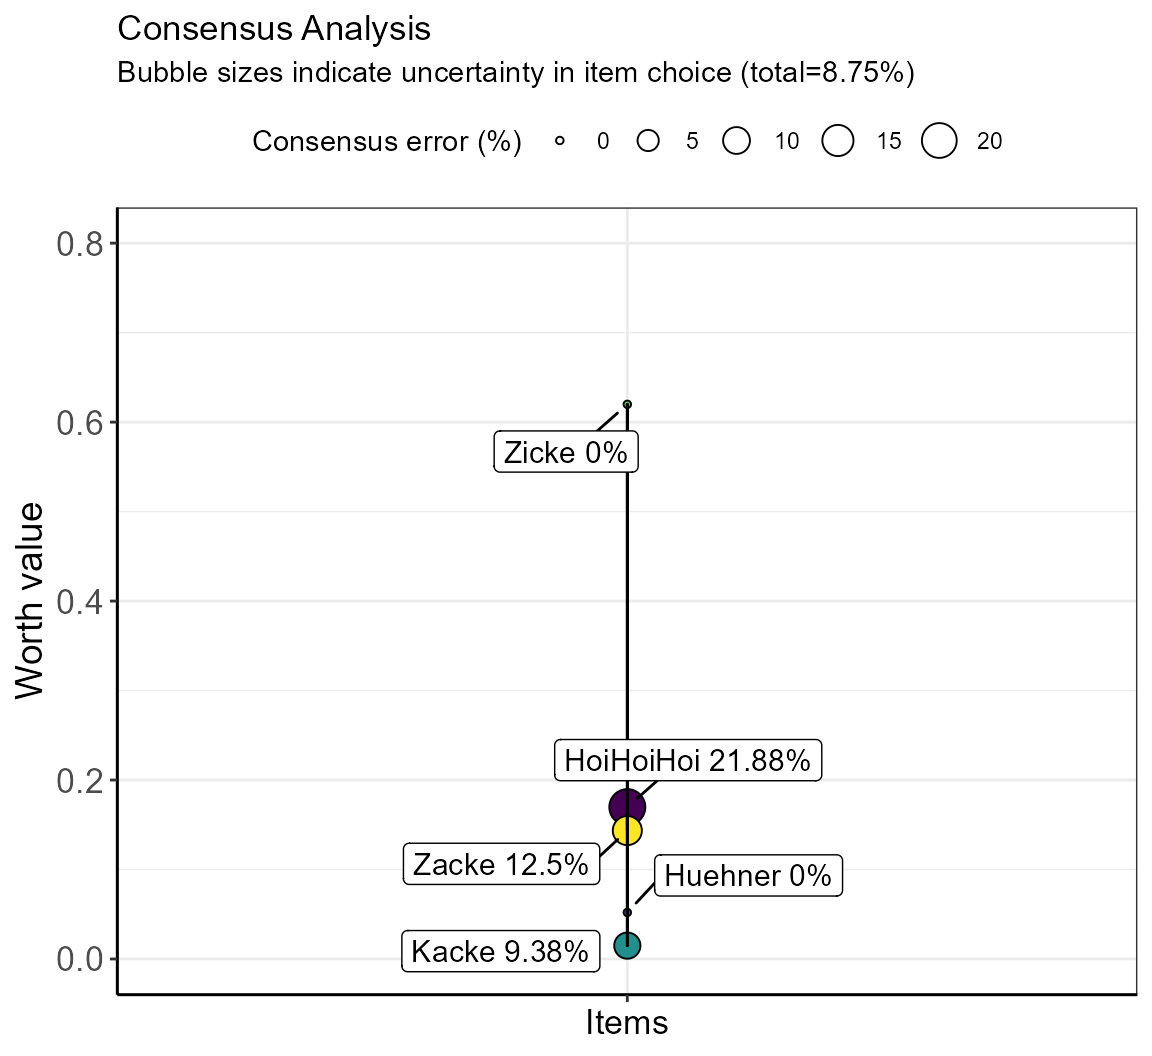 Consensus Analysis
Bubble sizes indicate uncertainty in item choice (total=8.75%)
Consensus error (%) 0 5 10 15 20
Worth value
0.8
0.6
Zicke 0%
0.4
HoiHoiHoi 21.88%
0.2
Zacke 12.5%
Huehner 0%
Kacke 9.38%
0.0
Items